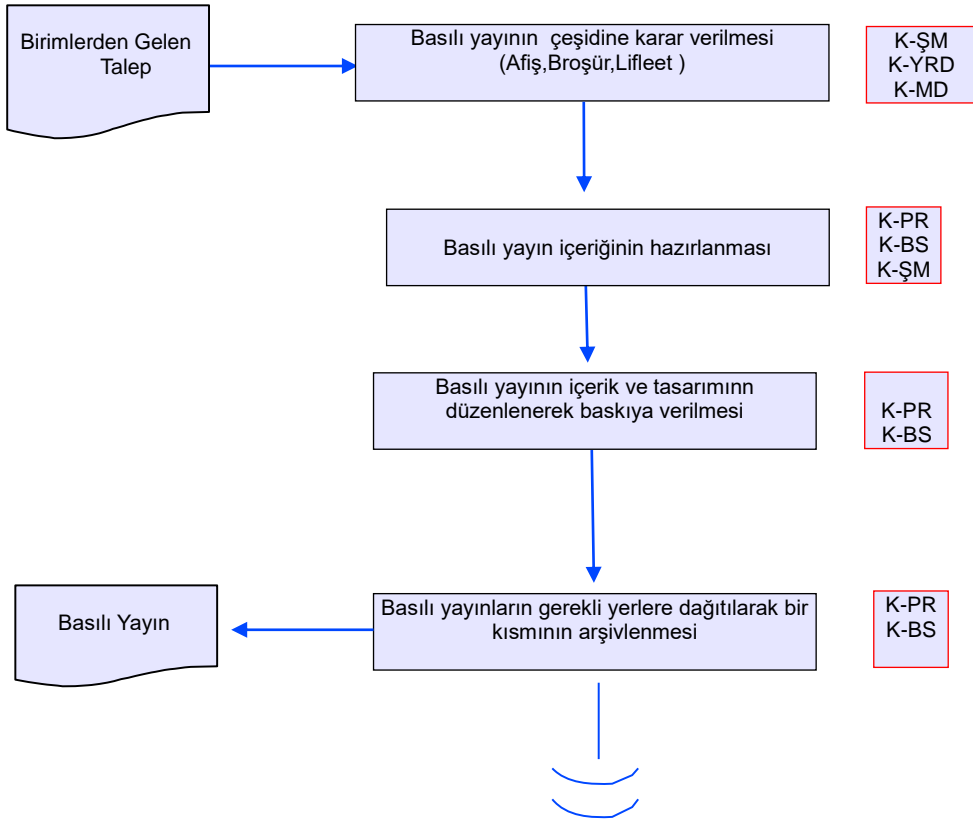 Birimlerden Gelen
Talep
Basılı yayının çeşidine karar verilmesi
(Afiş,Broşür,Lifleet )
K-ŞM
K-YRD
K-MD
Basılı yayın içeriğinin hazırlanması
K-PR
K-BS
K-ŞM
Basılı yayının içerik ve tasarımınn
düzenlenerek baskıya verilmesi
K-PR
K-BS
Basılı Yayın
Basılı yayınların gerekli yerlere dağıtılarak bir
kısmının arşivlenmesi
K-PR
K-BS